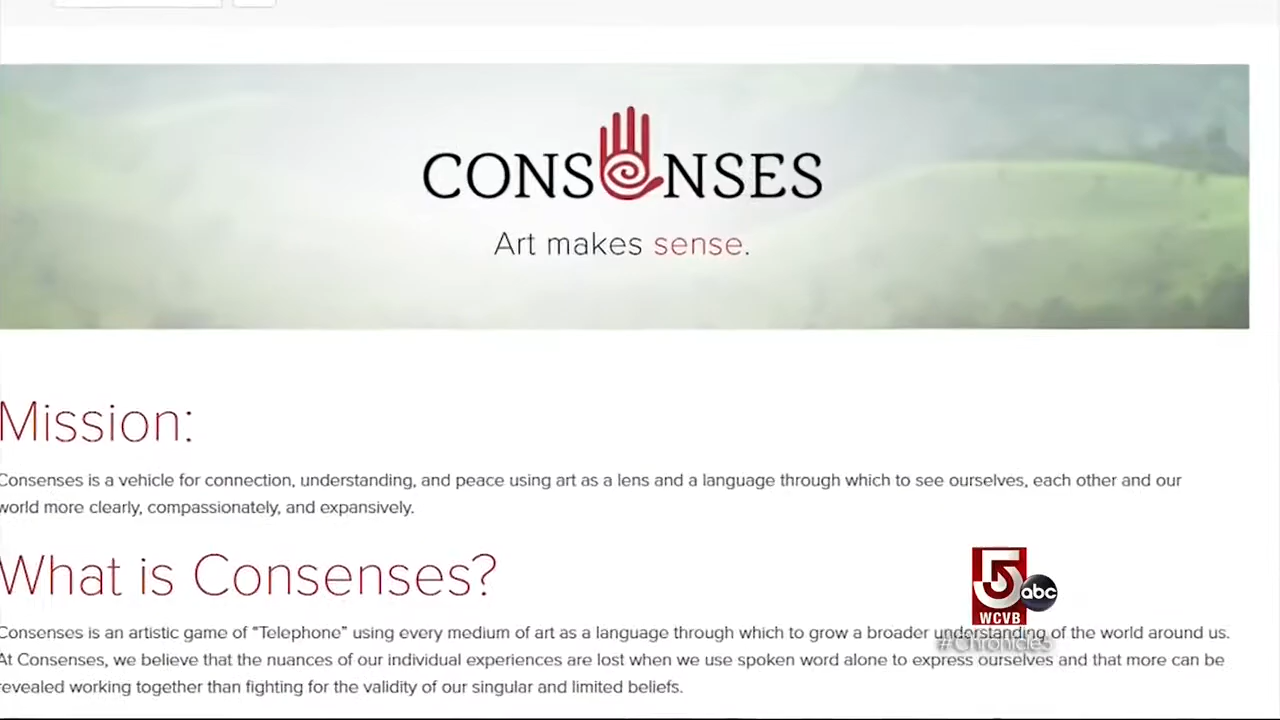 CONSENSES
Art makes sense.
Mission:
Consenses is a vehicle for connection, understanding, and peace using art as a lens and a language through which to see ourselves, each other and our
world more clearly, compassionately, and expansively.
What is Consenses?
Consenses is an artistic game of "Telephone" using every medium of art as a language through which to grow a broader understanding of the world around us.
At Consenses, we believe that the nuances of our individual experiences are lost when we use spoken word alone to express ourselves and that more can be
revealed working together than fighting for the validity of our singular and limited beliefs.
5
abc
WCVB
#Chronicle5